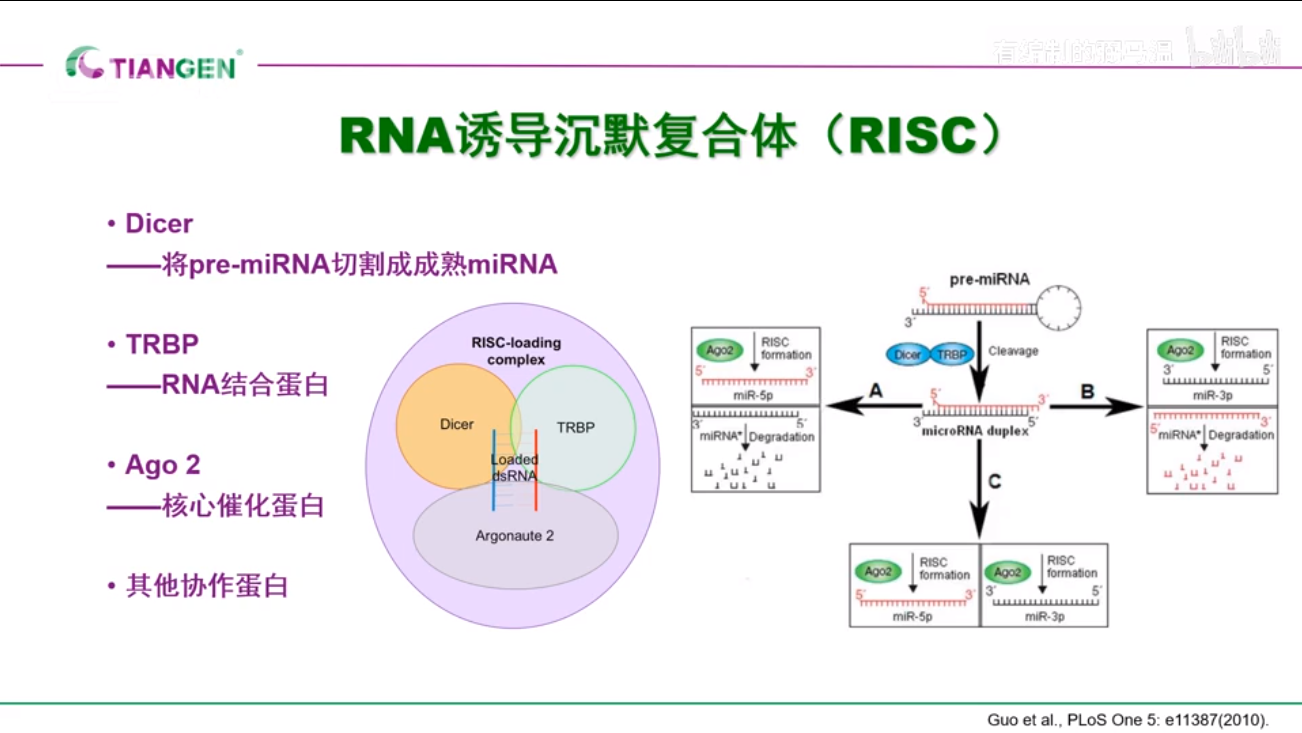 TIANGEN®
bilibili
RNA诱导沉默复合体（RISC）
• Dicer
——将pre-miRNA切割成成熟miRNA
• TRBP
——RNA结合蛋白
• Ago 2
——核心催化蛋白
• 其他协作蛋白
RISC-loading
complex
Dicer
TRBP
Loaded
dsRNA
Argonaute 2
pre-miRNA
5´
3´
Dicer TRBP
Cleavage
5´ 3´
3´ 5´
microRNA duplex
A
B
C
Ago2
RISC
formation
5´ 3´
miR-5p
3´ 5´
miRNA* Degradation
Ago2
RISC
formation
3´ 5´
miR-3p
5´ 3´
miRNA* Degradation
Ago2
RISC
formation
5´ 3´
miR-5p
Ago2
RISC
formation
3´ 5´
miR-3p
Guo et al., PLoS One 5: e11387(2010).